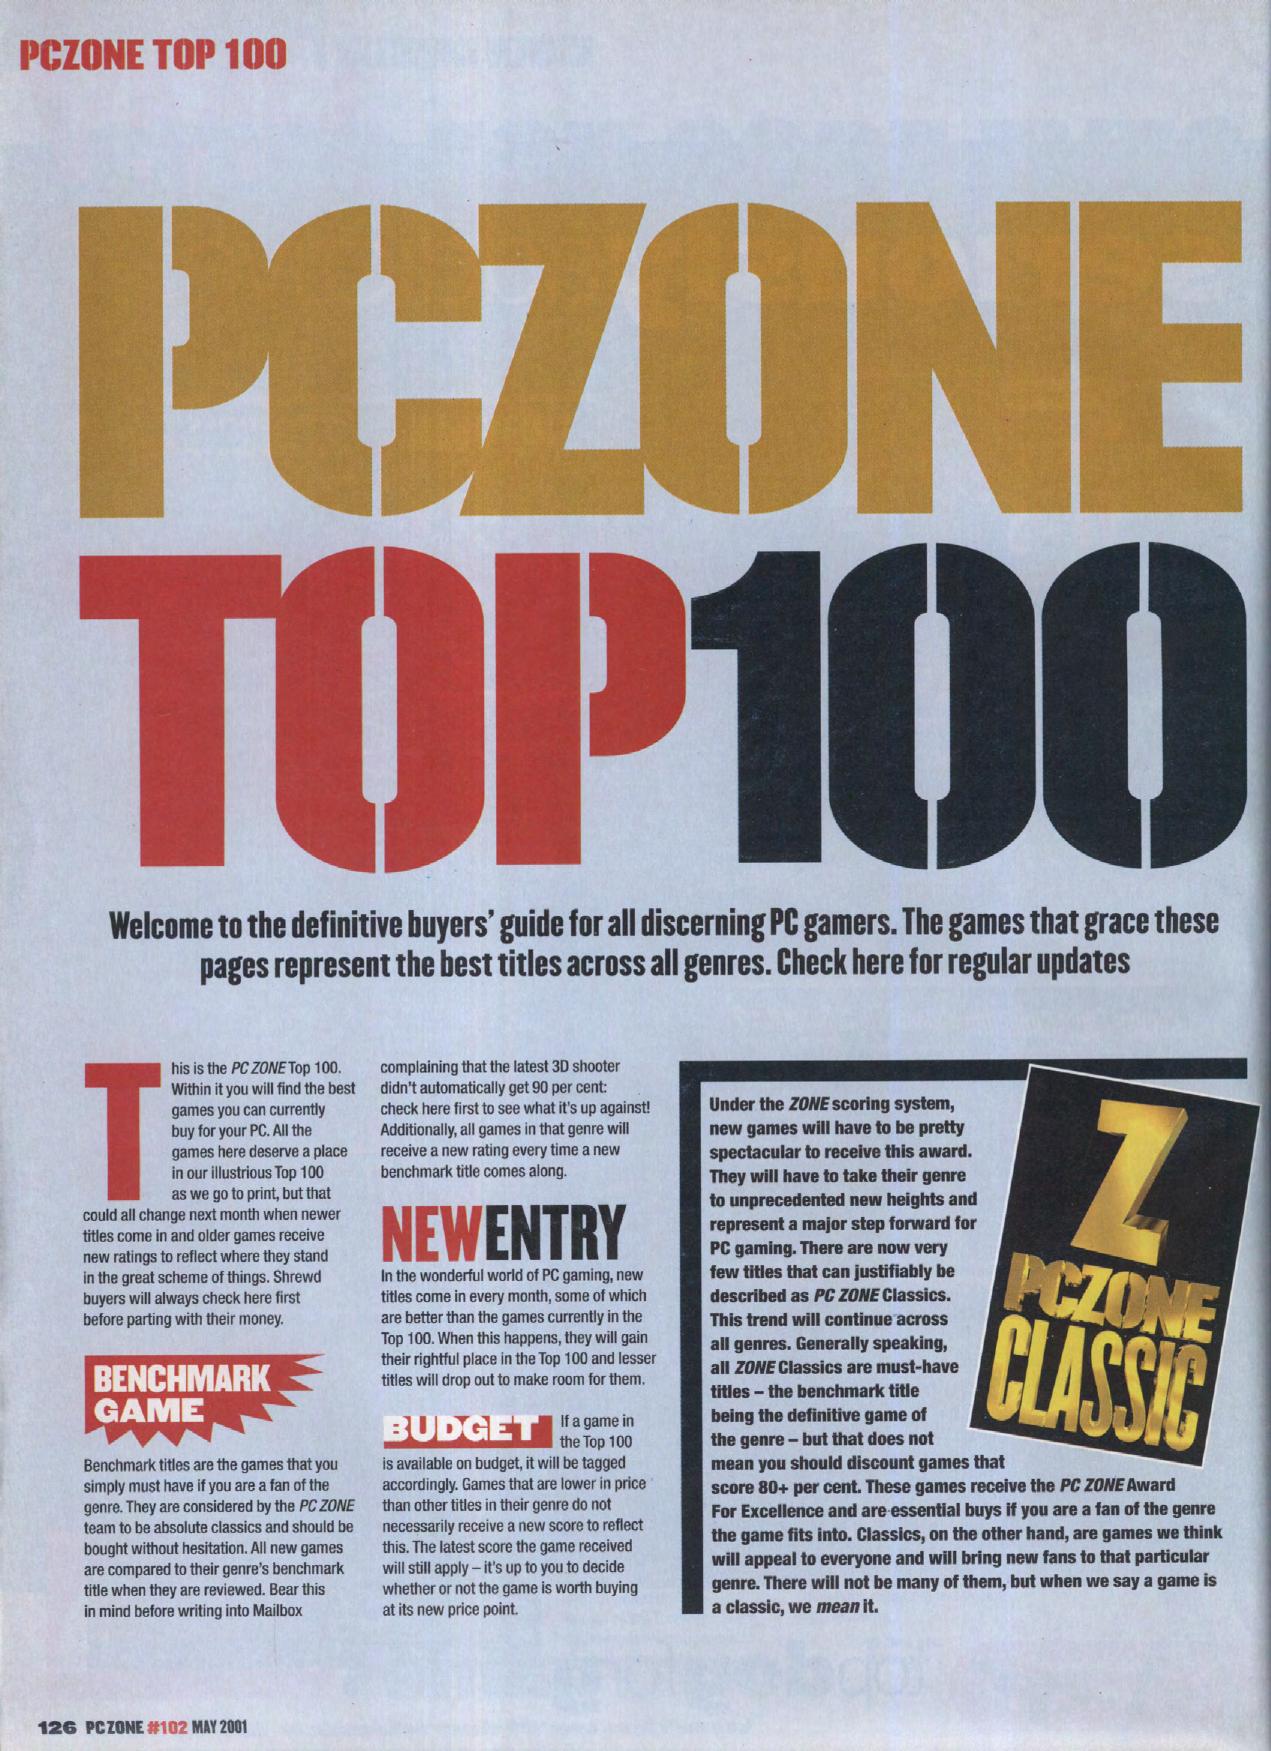 PCZONE TOP 100
PCZONE
TOP100
Welcome to the definitive buyers' guide for all discerning PC gamers. The games that grace these
pages represent the best titles across all genres. Check here for regular updates
This is the PC ZONE Top 100.
Within it you will find the best
games you can currently
buy for your PC. All the
games here deserve a place
in our illustrious Top 100
as we go to print, but that
could all change next month when newer
titles come in and older games receive
new ratings to reflect where they stand
in the great scheme of things. Shrewd
buyers will always check here first
before parting with their money.
BENCHMARK
GAME
Benchmark titles are the games that you
simply must have if you are a fan of the
genre. They are considered by the PC ZONE
team to be absolute classics and should be
bought without hesitation. All new games
are compared to their genre's benchmark
title when they are reviewed. Bear this
in mind before writing into Mailbox
complaining that the latest 3D shooter
didn't automatically get 90 per cent:
check here first to see what it's up against!
Additionally, all games in that genre will
receive a new rating every time a new
benchmark title comes along.
NEWENTRY
In the wonderful world of PC gaming, new
titles come in every month, some of which
are better than the games currently in the
Top 100. When this happens, they will gain
their rightful place in the Top 100 and lesser
titles will drop out to make room for them.
BUDGET
If a game in
the Top 100
is available on budget, it will be tagged
accordingly. Games that are lower in price
than other titles in their genre do not
necessarily receive a new score to reflect
this. The latest score the game received
will still apply – it's up to you to decide
whether or not the game is worth buying
at its new price point.
Under the ZONE scoring system,
new games will have to be pretty
spectacular to receive this award.
They will have to take their genre
to unprecedented new heights and
represent a major step forward for
PC gaming. There are now very
few titles that can justifiably be
described as PC ZONE Classics.
This trend will continue across
all genres. Generally speaking,
all ZONE Classics are must-have
titles – the benchmark title
being the definitive game of
the genre – but that does not
mean you should discount games that
score 80+ per cent. These games receive the PC ZONE Award
For Excellence and are essential buys if you are a fan of the genre
the game fits into. Classics, on the other hand, are games we think
will appeal to everyone and will bring new fans to that particular
genre. There will not be many of them, but when we say a game is
a classic, we mean it.
Z
PCZONE
CLASSIC
126 PCZONE #102 MAY 2001